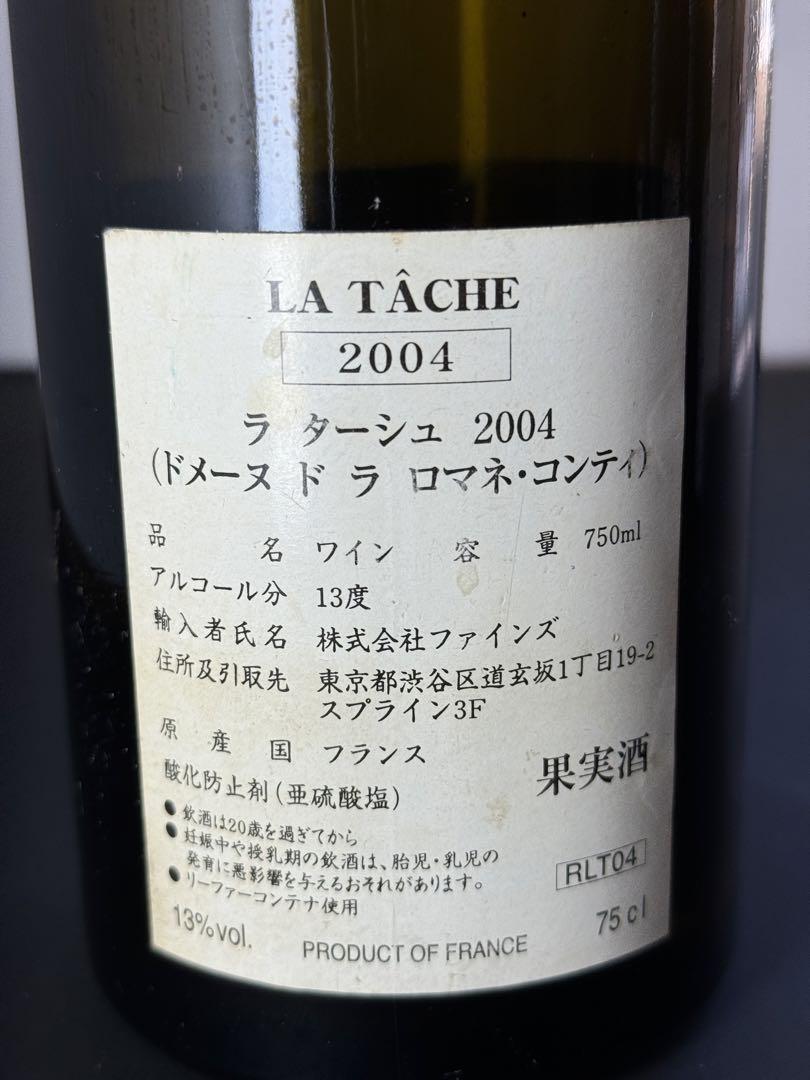 LA TÂCHE
2004
ラ ターシュ 2004
(ドメーヌ ド ラ ロマネ・コンティ)
品名 ワイン 容量 750ml
アルコール分 13度
輸入者氏名 株式会社ファインズ
住所及引取先 東京都渋谷区道玄坂1丁目19-2
スプライン3F
原産国 フランス
酸化防止剤(亜硫酸塩)
果実酒
●飲酒は20歳を過ぎてから
●妊娠中や授乳期の飲酒は、胎児・乳児の
発育に悪影響を与えるおそれがあります。
●リーファーコンテナ使用
RLT04
13%vol. PRODUCT OF FRANCE 75cl